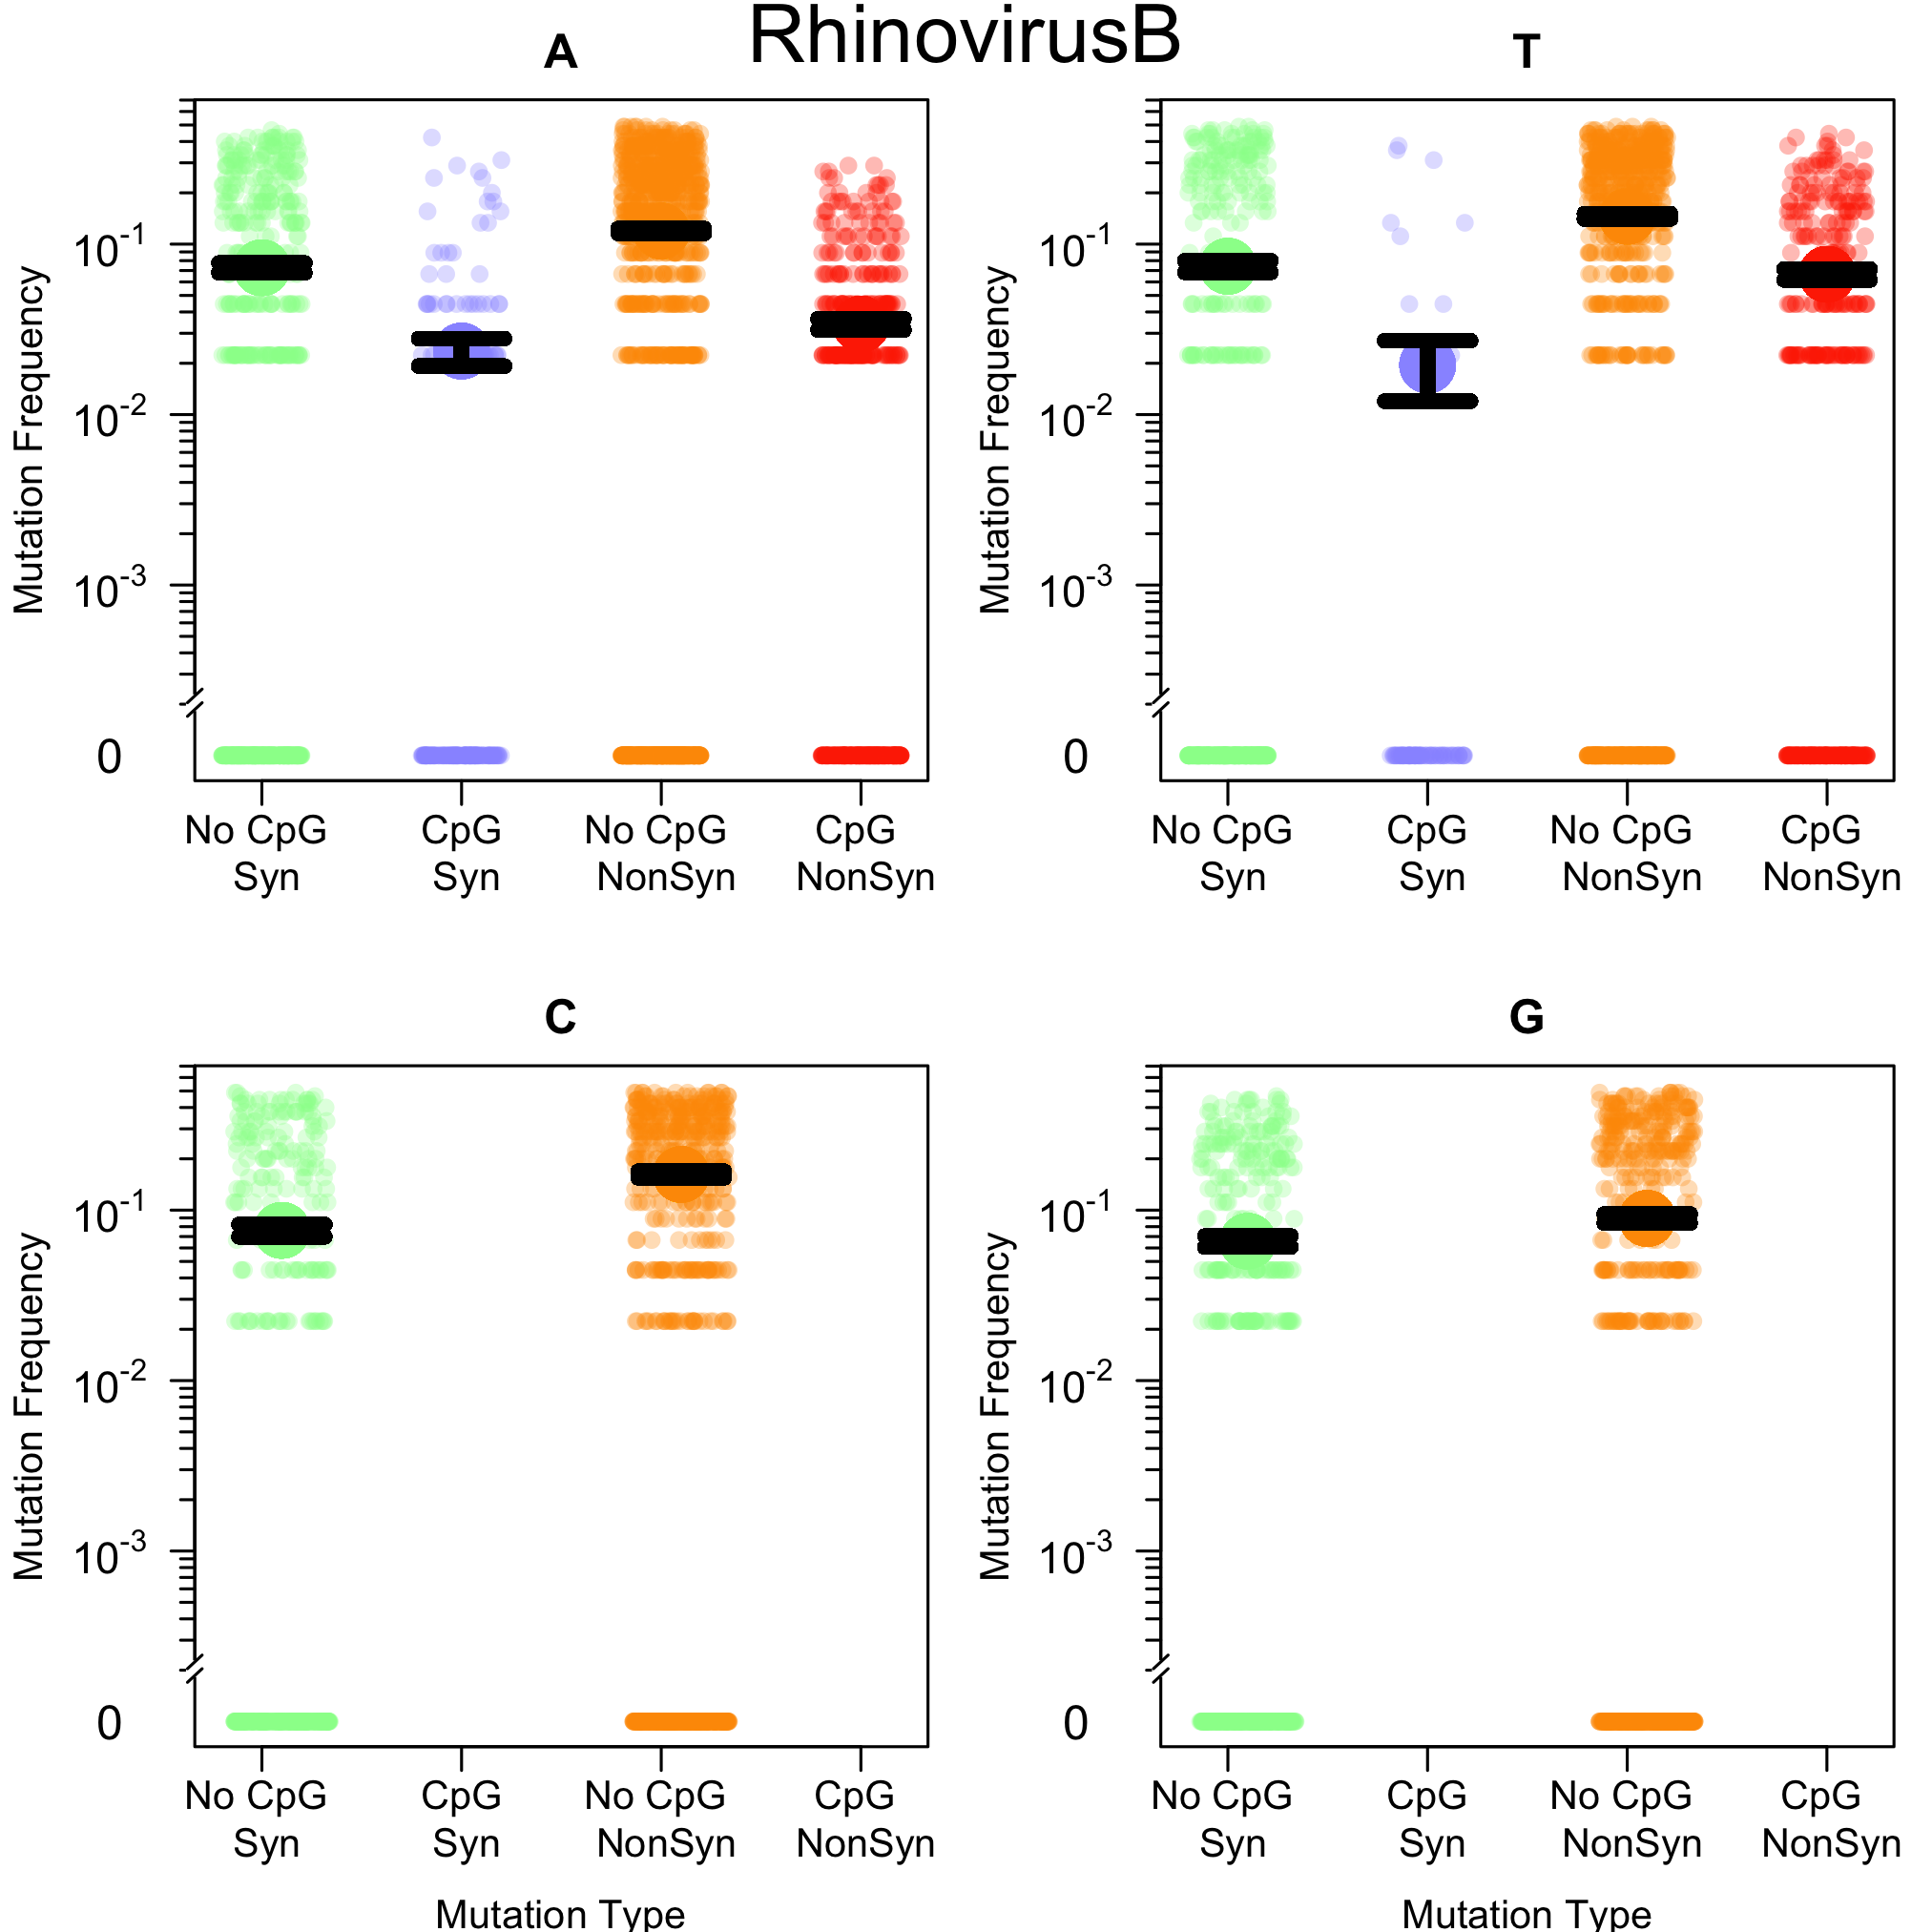 RhinovirusB
A
Mutation Frequency
10-1
10-2
10-3
0
No CpG CpG No CpG CpG
Syn Syn NonSyn NonSyn
T
Mutation Frequency
10-1
10-2
10-3
0
No CpG CpG No CpG CpG
Syn Syn NonSyn NonSyn
C
Mutation Frequency
10-1
10-2
10-3
0
No CpG CpG No CpG CpG
Syn Syn NonSyn NonSyn
Mutation Type
G
Mutation Frequency
10-1
10-2
10-3
0
No CpG CpG No CpG CpG
Syn Syn NonSyn NonSyn
Mutation Type